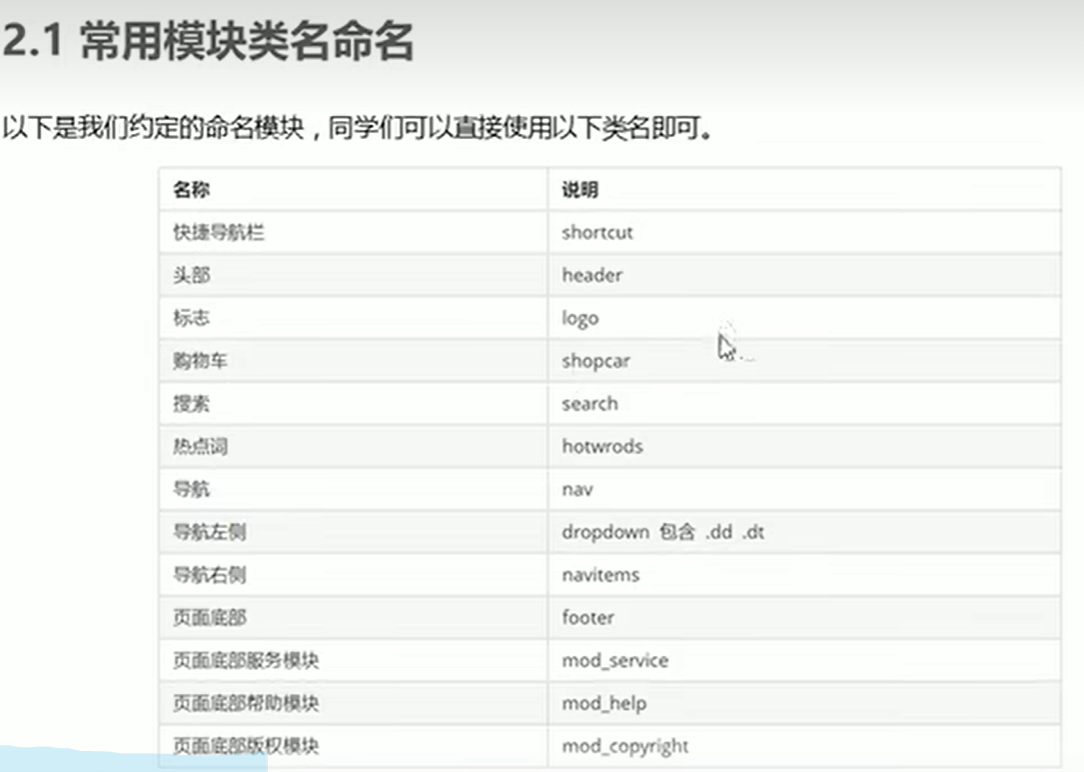 2.1 常用模块类名命名
以下是我们约定的命名模块，同学们可以直接使用以下类名即可。
名称 说明
快捷导航栏 shortcut
头部 header
标志 logo
购物车 shopcar
搜索 search
热点词 hotwrods
导航 nav
导航左侧 dropdown 包含 .dd .dt
导航右侧 navitems
页面底部 footer
页面底部服务模块 mod_service
页面底部帮助模块 mod_help
页面底部版权模块 mod_copyright